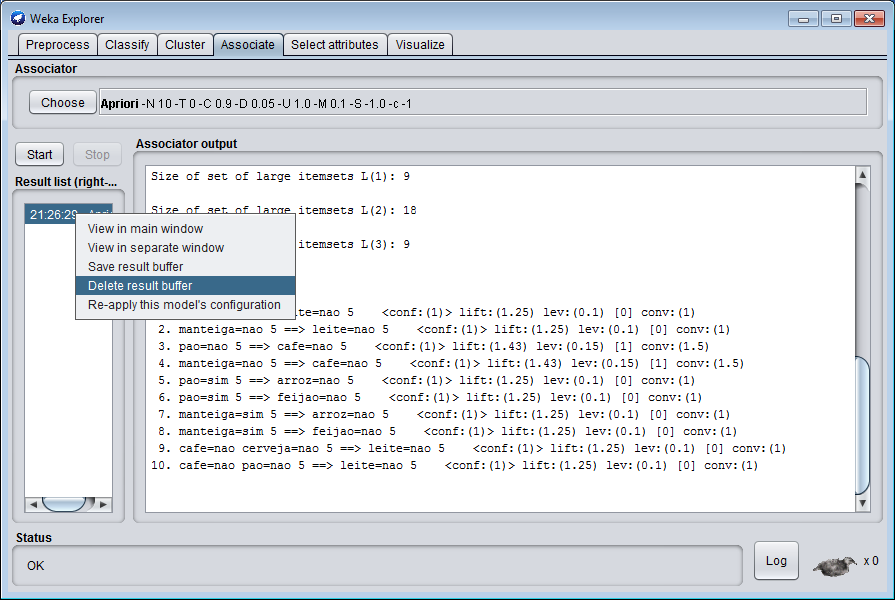 Weka Explorer
Preprocess Classify Cluster Associate Select attributes Visualize
Associator
Choose Apriori -N 10 -T 0 -C 0.9 -D 0.05 -U 1.0 -M 0.1 -S -1.0 -c -1
Start Stop
Result list (right-...
21:26:29
View in main window
View in separate window
Save result buffer
Delete result buffer
Re-apply this model's configuration
Associator output
Size of set of large itemsets L(1): 9
Size of set of large itemsets L(2): 18
itemsets L(3): 9
=nao 5 <conf:(1)> lift:(1.25) lev:(0.1) [0] conv:(1)
2. manteiga=nao 5 ==> leite=nao 5 <conf:(1)> lift:(1.25) lev:(0.1) [0] conv:(1)
3. pao=nao 5 ==> cafe=nao 5 <conf:(1)> lift:(1.43) lev:(0.15) [1] conv:(1.5)
4. manteiga=nao 5 ==> cafe=nao 5 <conf:(1)> lift:(1.43) lev:(0.15) [1] conv:(1.5)
5. pao=sim 5 ==> arroz=nao 5 <conf:(1)> lift:(1.25) lev:(0.1) [0] conv:(1)
6. pao=sim 5 ==> feijao=nao 5 <conf:(1)> lift:(1.25) lev:(0.1) [0] conv:(1)
7. manteiga=sim 5 ==> arroz=nao 5 <conf:(1)> lift:(1.25) lev:(0.1) [0] conv:(1)
8. manteiga=sim 5 ==> feijao=nao 5 <conf:(1)> lift:(1.25) lev:(0.1) [0] conv:(1)
9. cafe=nao cerveja=nao 5 ==> leite=nao 5 <conf:(1)> lift:(1.25) lev:(0.1) [0] conv:(1)
10. cafe=nao pao=nao 5 ==> leite=nao 5 <conf:(1)> lift:(1.25) lev:(0.1) [0] conv:(1)
Status
OK
Log
x 0